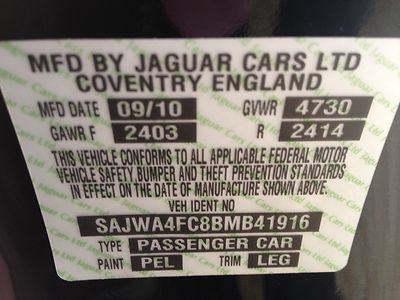 MFD BY JAGUAR CARS LTD
COVENTRY ENGLAND
MFD DATE 09/10 GVWR 4730
GAWR F 2403 R 2414
THIS VEHICLE CONFORMS TO ALL APPLICABLE FEDERAL MOTOR
VEHICLE SAFETY, BUMPER AND THEFT PREVENTION STANDARDS
IN EFFECT ON THE DATE OF MANUFACTURE SHOWN ABOVE.
VEH IDENT NO
SAJWA4FC8BMB41916
TYPE PASSENGER CAR
PAINT PEL TRIM LEG